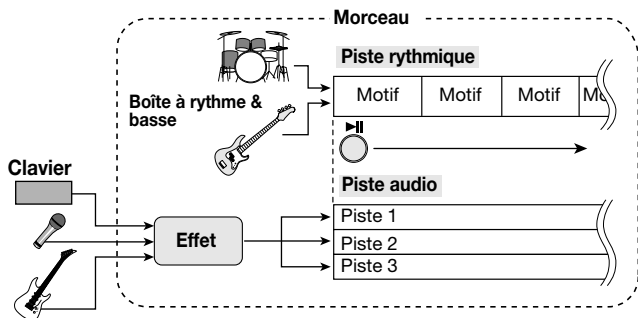 Morceau
Piste rythmique
Boîte à rythme &
basse
Motif
Motif
Motif
Piste audio
Clavier
Effet
Piste 1
Piste 2
Piste 3